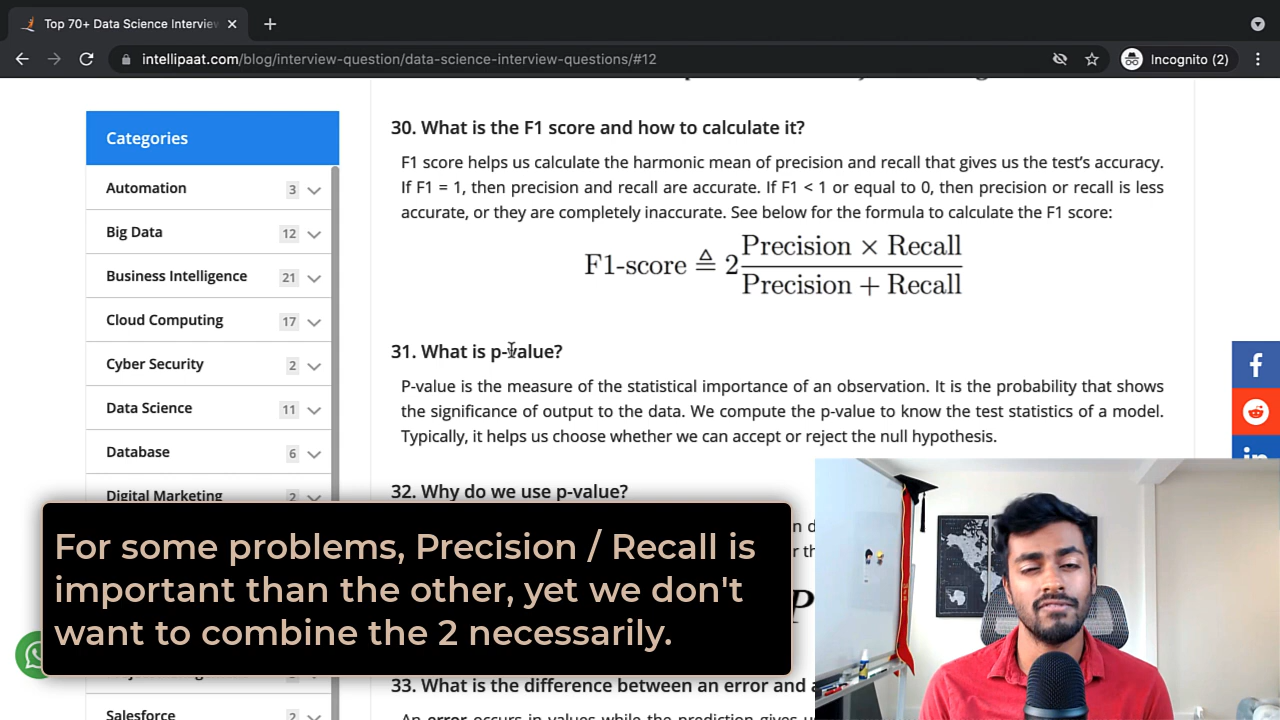 Top 70+ Data Science Interview
intellipaat.com/blog/interview-question/data-science-interview-questions/#12
Incognito (2)
Categories
Automation 3
Big Data 12
Business Intelligence 21
Cloud Computing 17
Cyber Security 2
Data Science 11
Database 6
Digital Marketing 2
Salesforce 2
30. What is the F1 score and how to calculate it?
F1 score helps us calculate the harmonic mean of precision and recall that gives us the test's accuracy.
If F1 = 1, then precision and recall are accurate. If F1 < 1 or equal to 0, then precision or recall is less
accurate, or they are completely inaccurate. See below for the formula to calculate the F1 score:
F1-score ≜ 2 Precision × Recall
Precision + Recall
31. What is p-value?
P-value is the measure of the statistical importance of an observation. It is the probability that shows
the significance of output to the data. We compute the p-value to know the test statistics of a model.
Typically, it helps us choose whether we can accept or reject the null hypothesis.
32. Why do we use p-value?
P
33. What is the difference between an error and a
An error occurs in values while the prediction gives u
For some problems, Precision / Recall is
important than the other, yet we don't
want to combine the 2 necessarily.
f
in